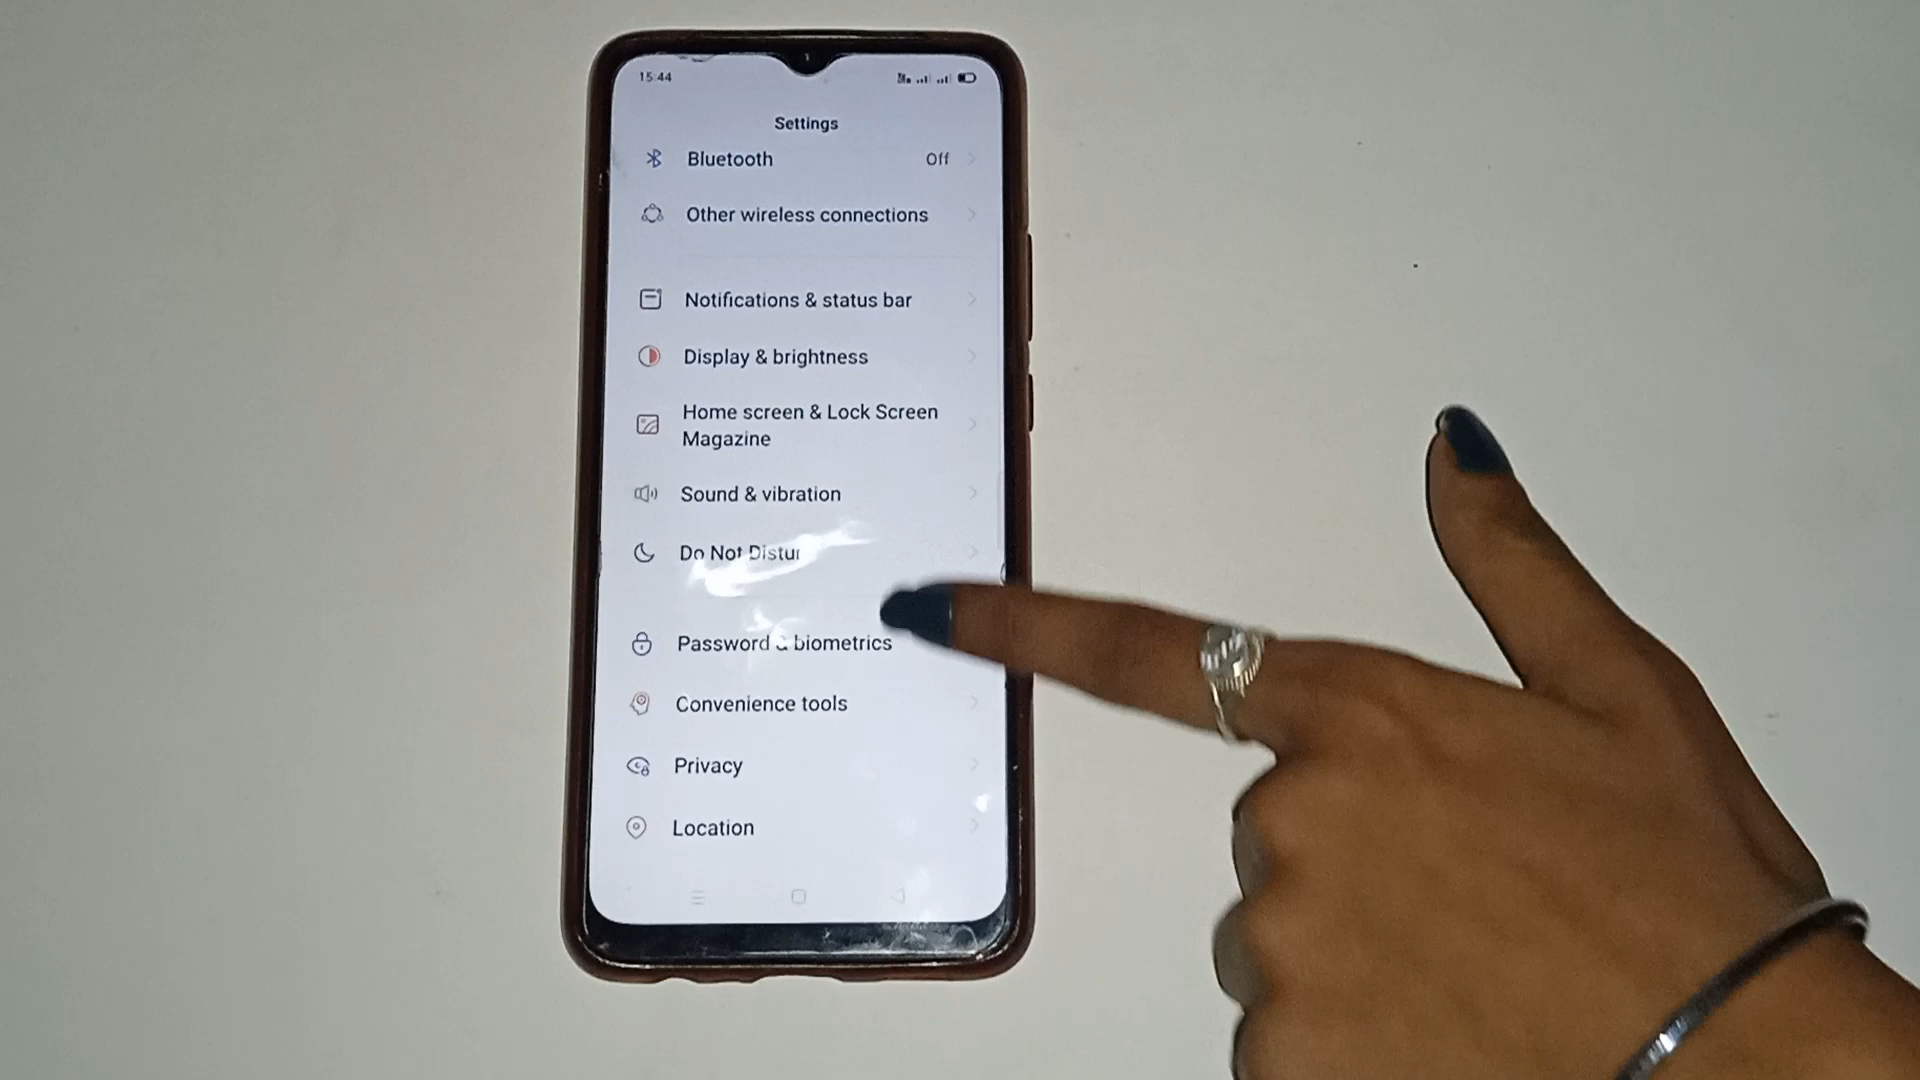 15:44
Settings
Bluetooth Off
Other wireless connections
Notifications & status bar
Display & brightness
Home screen & Lock Screen
Magazine
Sound & vibration
Do Not Distur
Password & biometrics
Convenience tools
Privacy
Location